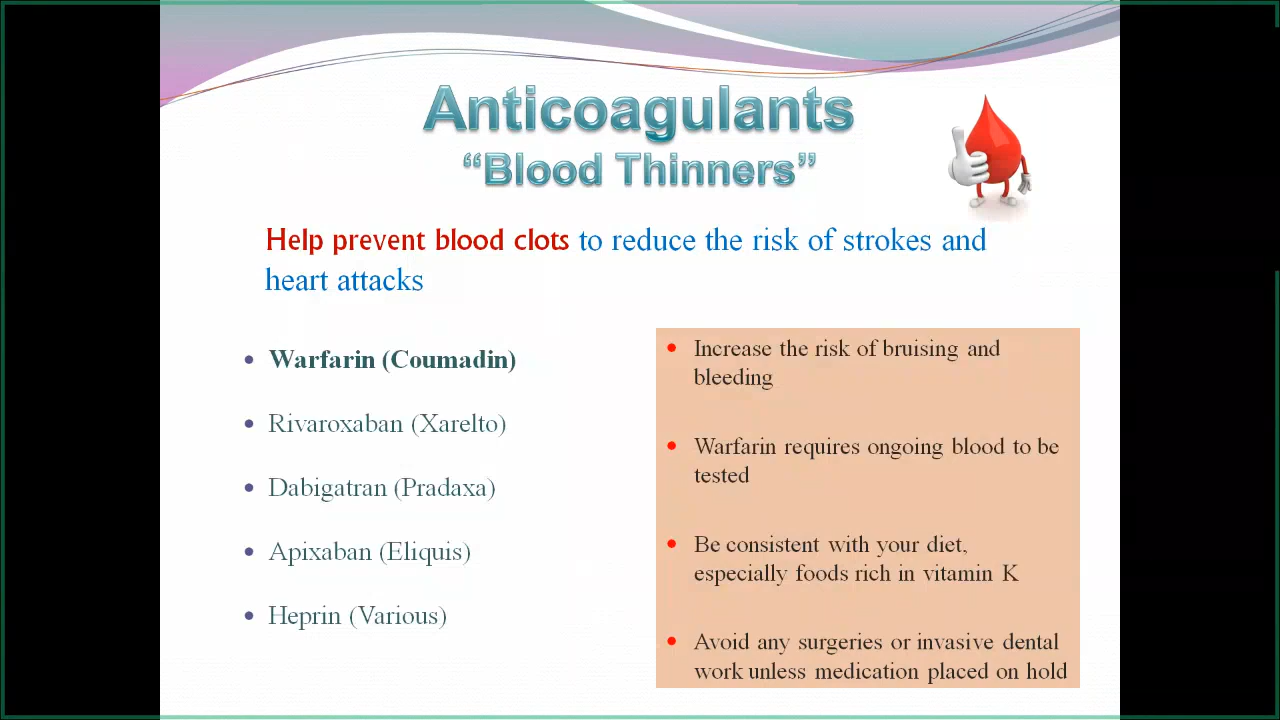 Anticoagulants
“Blood Thinners”
Help prevent blood clots to reduce the risk of strokes and
heart attacks
• Warfarin (Coumadin)
• Rivaroxaban (Xarelto)
• Dabigatran (Pradaxa)
• Apixaban (Eliquis)
• Heprin (Various)
• Increase the risk of bruising and
bleeding
• Warfarin requires ongoing blood to be
tested
• Be consistent with your diet,
especially foods rich in vitamin K
• Avoid any surgeries or invasive dental
work unless medication placed on hold